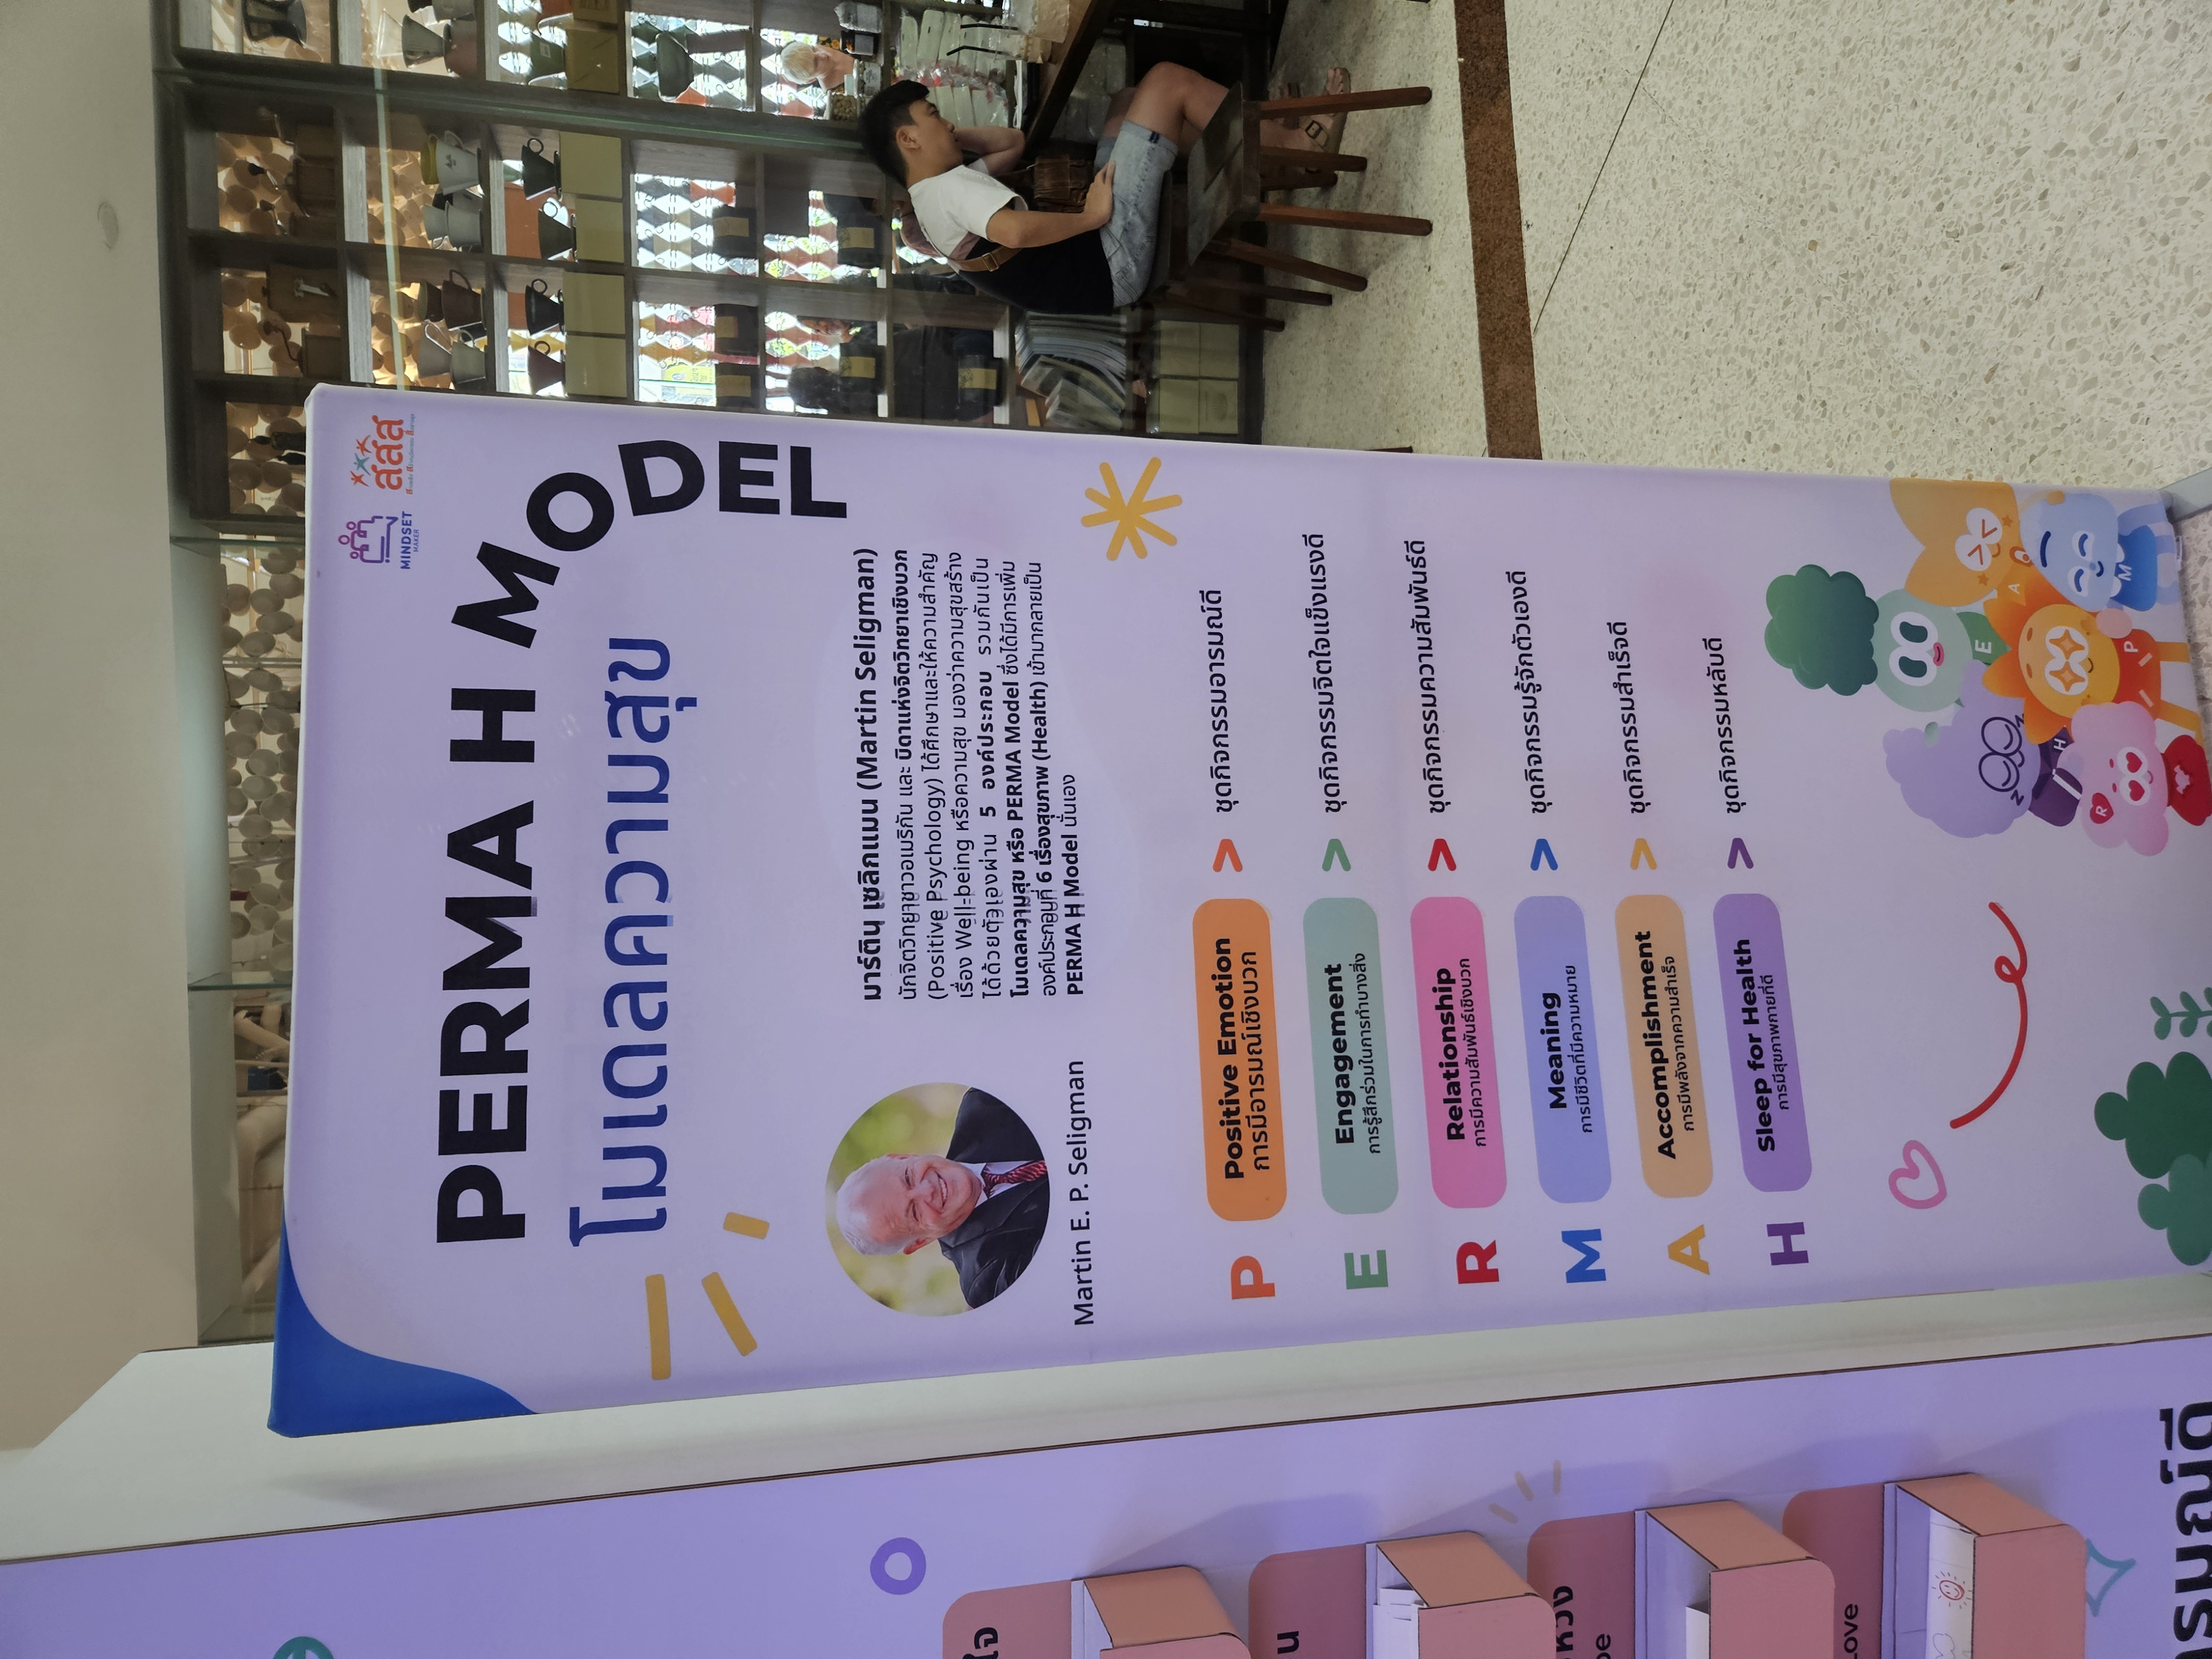 MINDSET
MAKER
สสส
PERMA H MODEL
โมเดลความสุข
มาร์ติน เซลิกแมน (Martin Seligman)
นักจิตวิทยาชาวอเมริกัน และ บิดาแห่งจิตวิทยาเชิงบวก
(Positive Psychology) ได้ศึกษาและให้ความสำคัญ
เรื่อง Well-being หรือความสุข มองว่าความสุขสร้าง
ได้ด้วยตัวเองผ่าน 5 องค์ประกอบ รวมกันเป็น
โมเดลความสุข หรือ PERMA Model ซึ่งได้มีการเพิ่ม
องค์ประกอบที่ 6 เรื่องสุขภาพ (Health) เข้ามากลายเป็น
PERMA H Model นั่นเอง
Martin E. P. Seligman
P Positive Emotion > ชุดกิจกรรมอารมณ์ดี
การมีอารมณ์เชิงบวก
E Engagement > ชุดกิจกรรมจิตใจแข็งแรงดี
การรู้สึกร่วมในการทำบางสิ่ง
R Relationship > ชุดกิจกรรมความสัมพันธ์ดี
การมีความสัมพันธ์เชิงบวก
M Meaning > ชุดกิจกรรมรู้จักตัวเองดี
การมีชีวิตที่มีความหมาย
A Accomplishment > ชุดกิจกรรมสำเร็จดี
การมีพลังจากความสำเร็จ
H Sleep for Health > ชุดกิจกรรมหลับดี
การมีสุขภาพกายที่ดี
E
A
H
R
P
M
Love